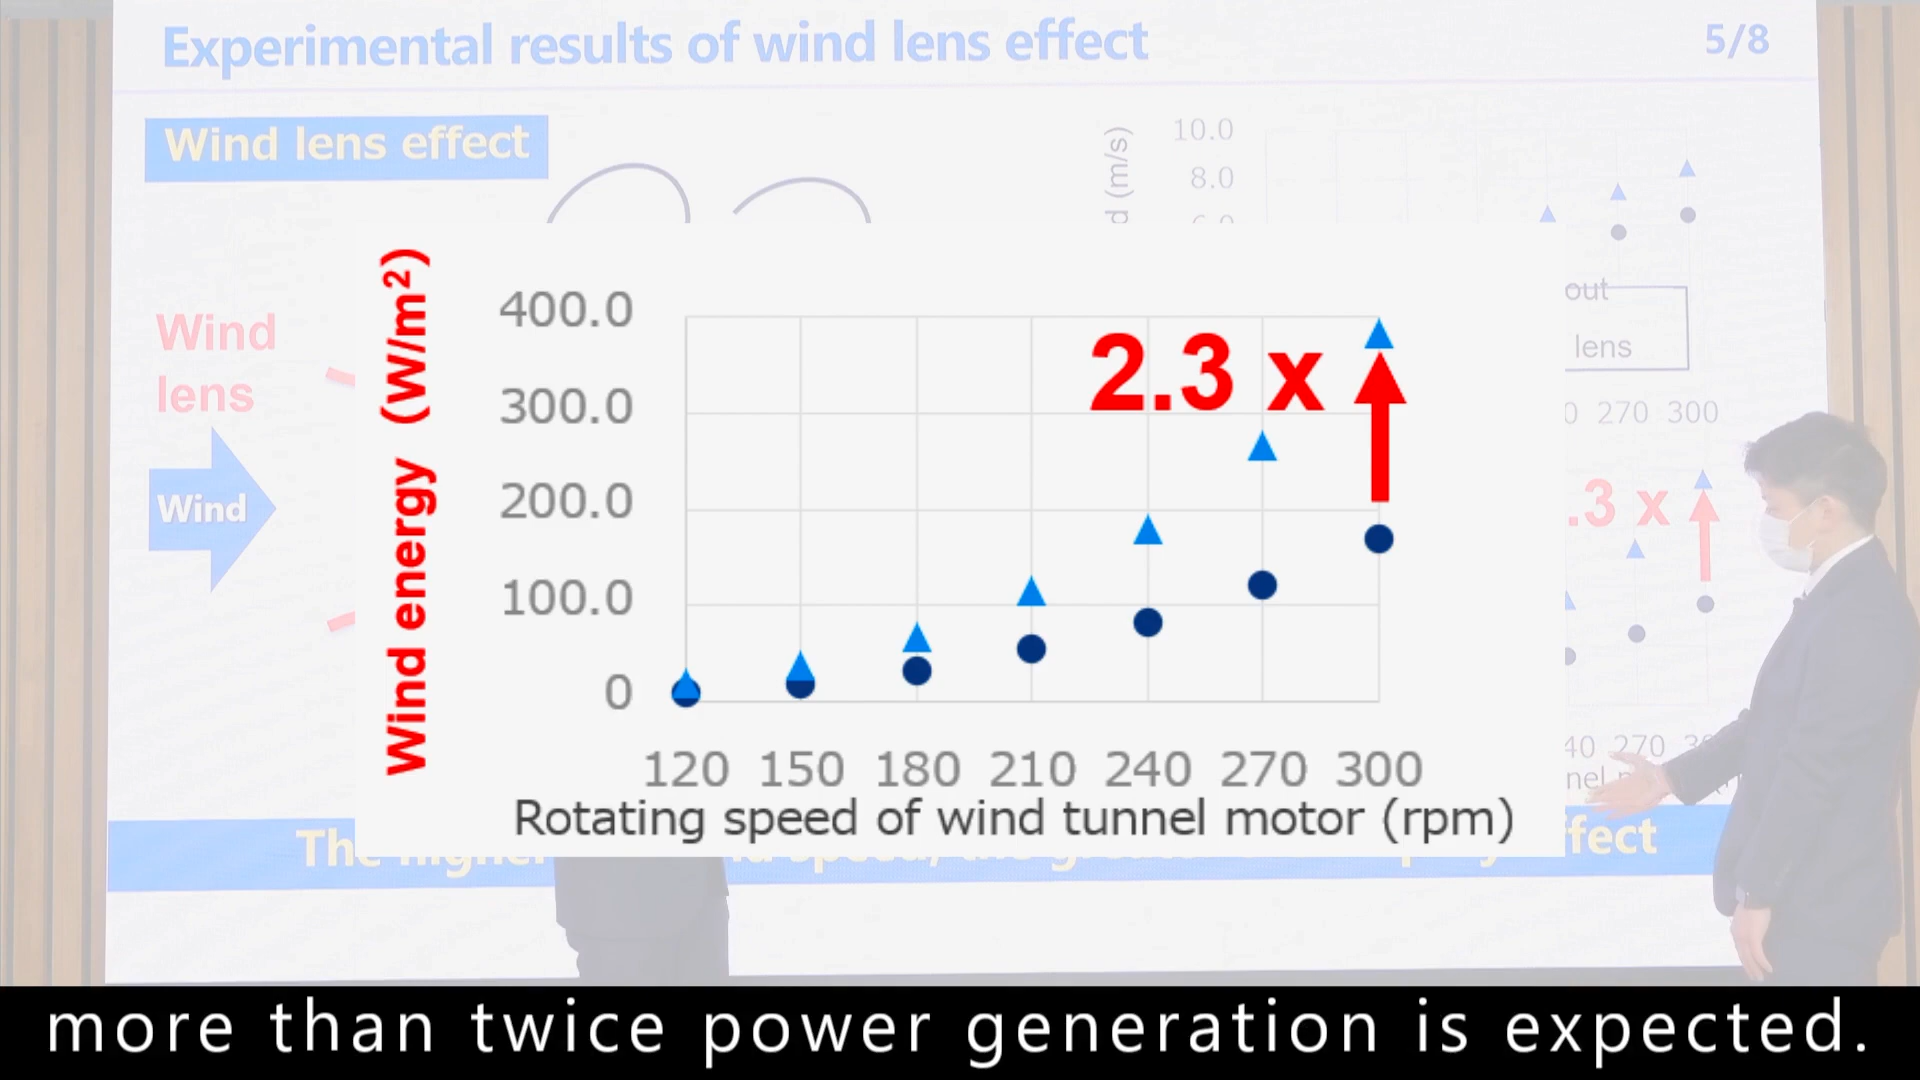 Experimental results of wind lens effect
5/8
Wind lens effect
10.0
8.0
(m/s)
Wind
lens
Wind
out
lens
270 300
.3 x
270
Wind energy (W/m²)
400.0
300.0
200.0
100.0
0
2.3 x
120 150 180 210 240 270 300
Rotating speed of wind tunnel motor (rpm)
more than twice power generation is expected.